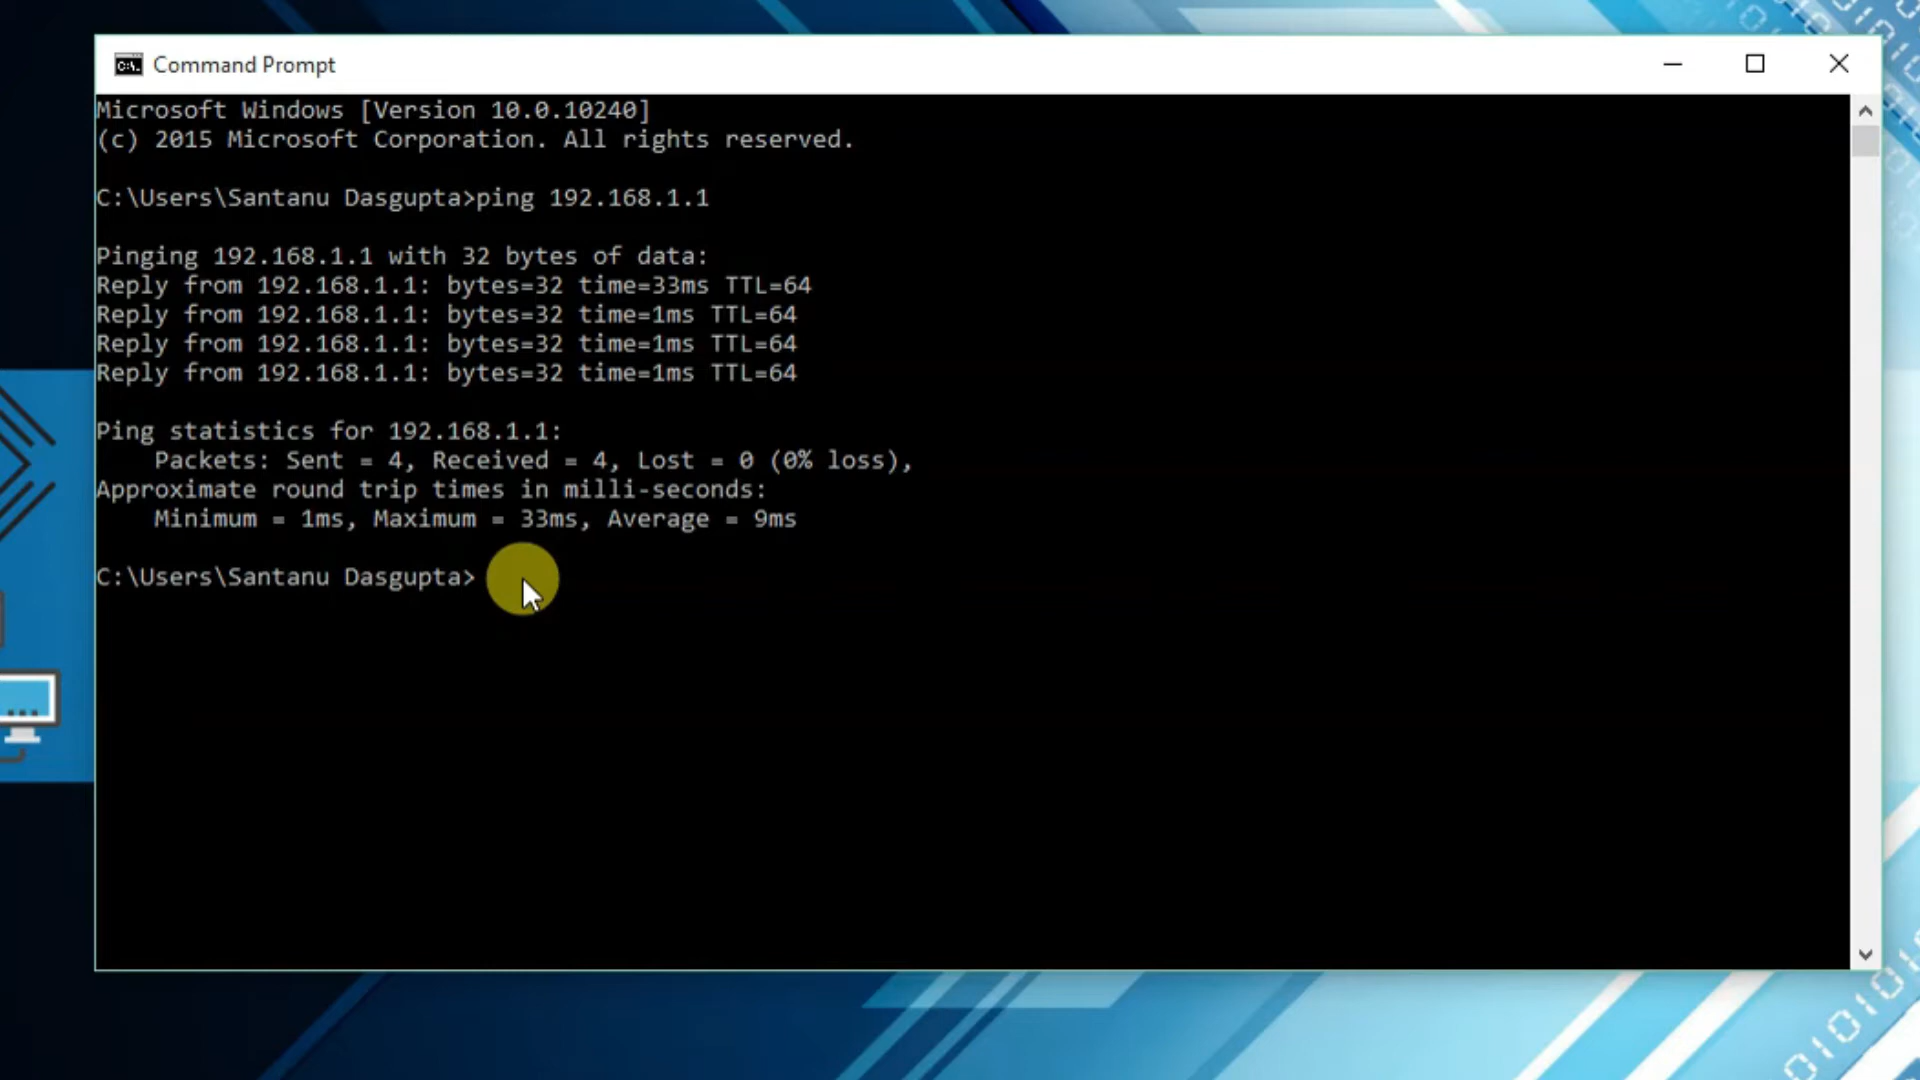 Command Prompt
Microsoft Windows [Version 10.0.10240]
(c) 2015 Microsoft Corporation. All rights reserved.
C:\Users\Santanu Dasgupta>ping 192.168.1.1
Pinging 192.168.1.1 with 32 bytes of data:
Reply from 192.168.1.1: bytes=32 time=33ms TTL=64
Reply from 192.168.1.1: bytes=32 time=1ms TTL=64
Reply from 192.168.1.1: bytes=32 time=1ms TTL=64
Reply from 192.168.1.1: bytes=32 time=1ms TTL=64
Ping statistics for 192.168.1.1:
    Packets: Sent = 4, Received = 4, Lost = 0 (0% loss),
Approximate round trip times in milli-seconds:
    Minimum = 1ms, Maximum = 33ms, Average = 9ms
C:\Users\Santanu Dasgupta>